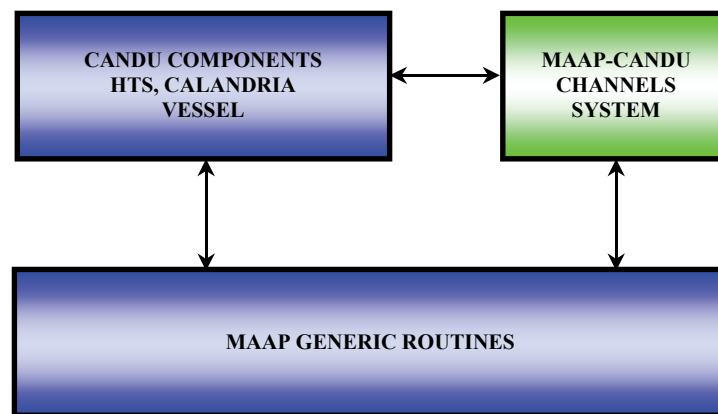 CANDU COMPONENTS
HTS, CALANDRIA
VESSEL
MAAP-CANDU
CHANNELS
SYSTEM
MAAP GENERIC ROUTINES